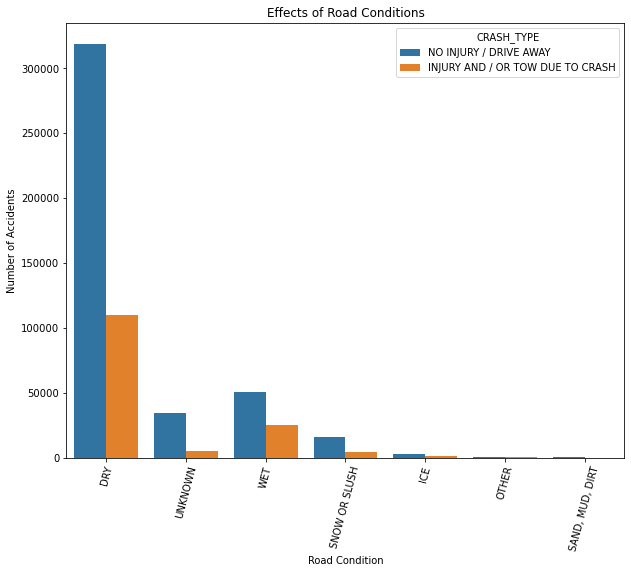 Effects of Road Conditions
CRASH_TYPE
NO INJURY / DRIVE AWAY
INJURY AND / OR TOW DUE TO CRASH
Number of Accidents
300000
250000
200000
150000
100000
50000
0
DRY
UNKNOWN
WET
SNOW OR SLUSH
ICE
OTHER
SAND, MUD, DIRT
Road Condition